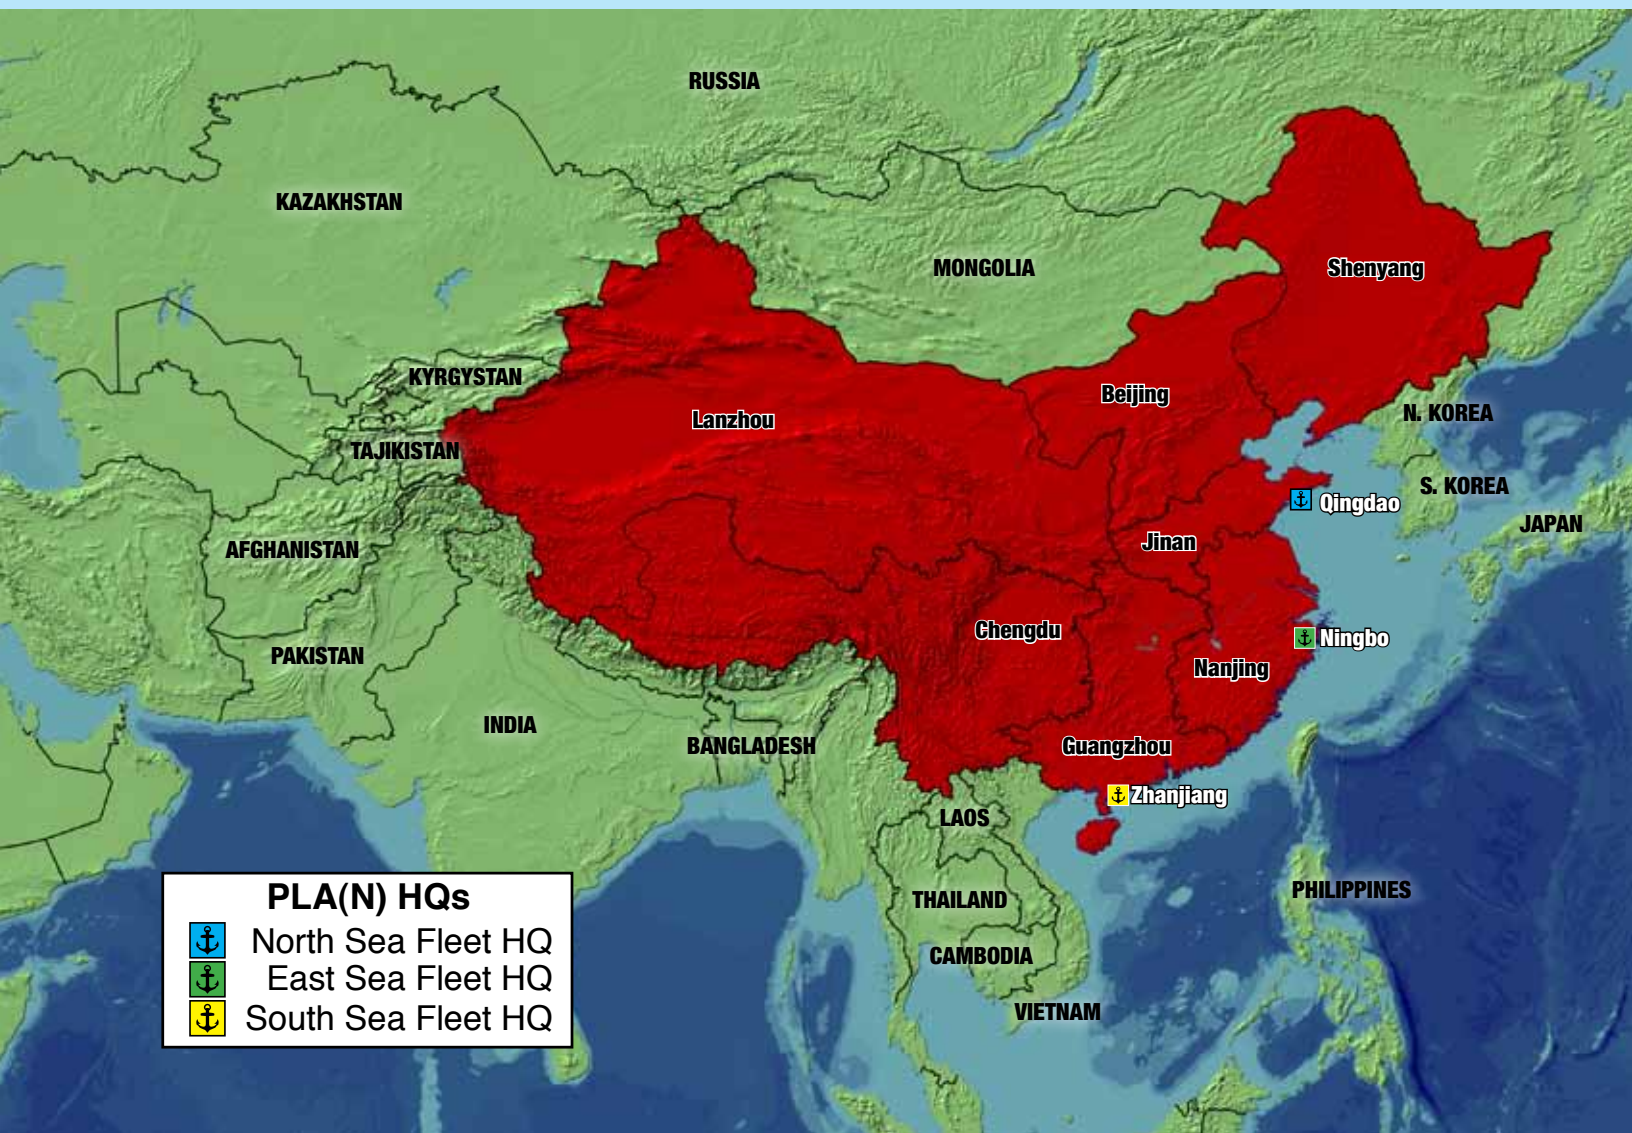 RUSSIA
KAZAKHSTAN
MONGOLIA
Shenyang
KYRGYSTAN
Beijing
N. KOREA
Lanzhou
TAJIKISTAN
S. KOREA
Qingdao
JAPAN
Jinan
AFGHANISTAN
Chengdu
Ningbo
PAKISTAN
Nanjing
INDIA
BANGLADESH
Guangzhou
Zhanjiang
LAOS
PHILIPPINES
THAILAND
CAMBODIA
VIETNAM
PLA(N) HQs
North Sea Fleet HQ
East Sea Fleet HQ
South Sea Fleet HQ